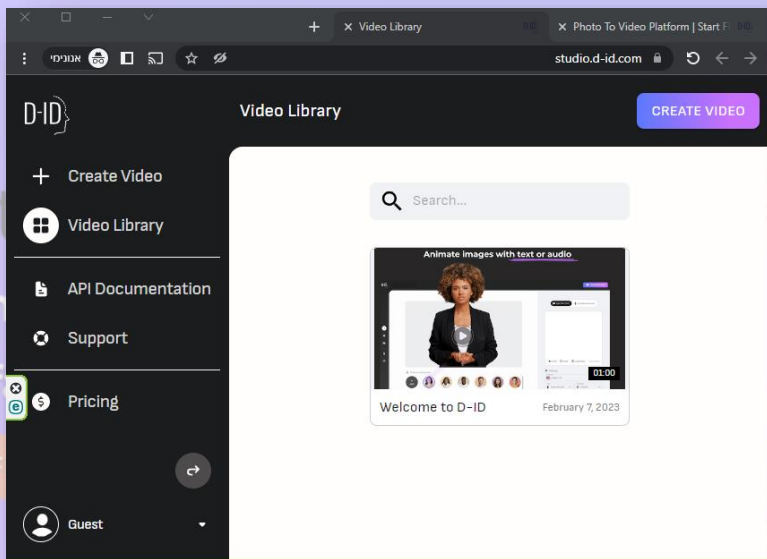 Video Library
Photo To Video Platform | Start F
אנונימי
studio.d-id.com
D-ID
Video Library
CREATE VIDEO
Create Video
Video Library
API Documentation
Support
Pricing
Guest
Search...
Animate images with text or audio
01:00
Welcome to D-ID
February 7, 2023